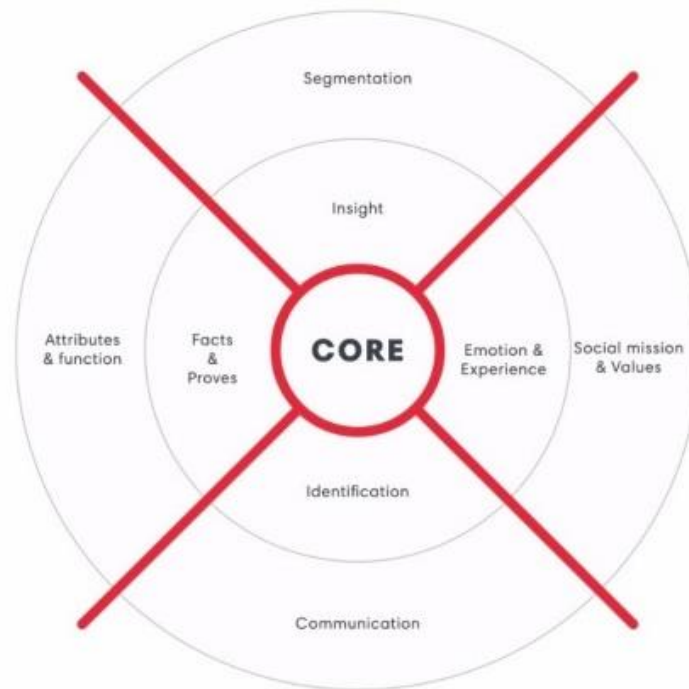 Segmentation
Insight
Attributes
& function
Facts
&
Proves
CORE
Emotion &
Experience
Social mission
& Values
Identification
Communication